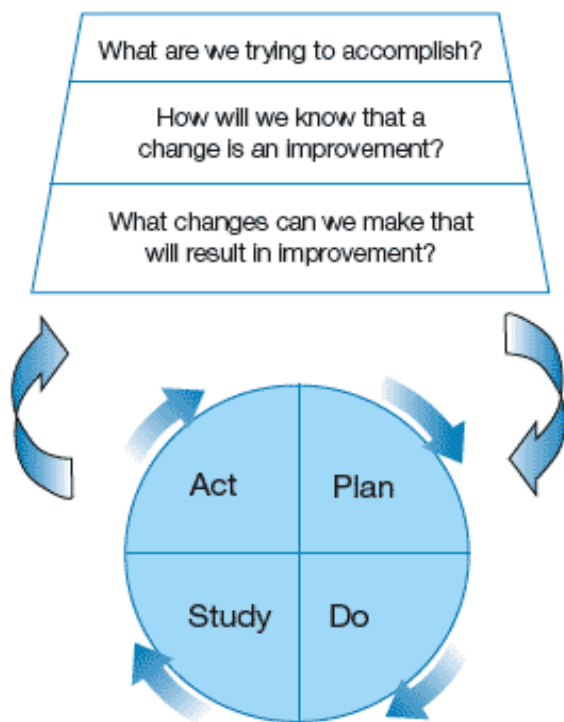 What are we trying to accomplish?
How will we know that a
change is an improvement?
What changes can we make that
will result in improvement?
Act
Plan
Study
Do